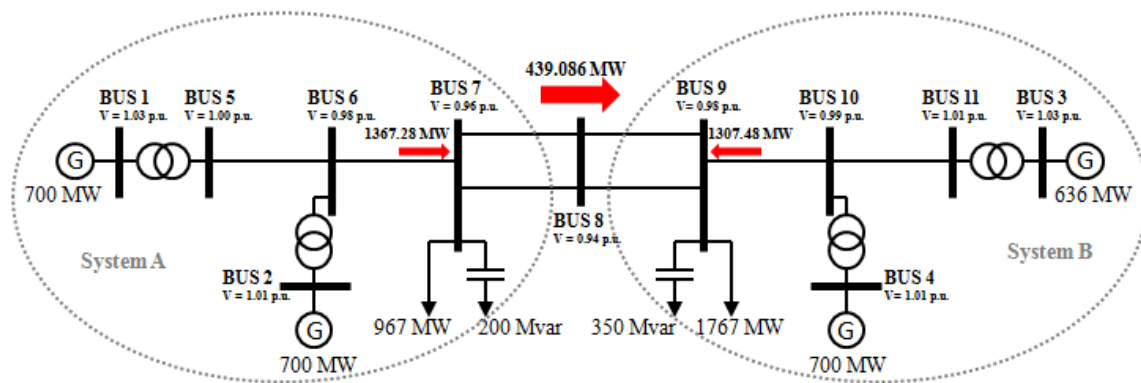 439.086 MW
BUS 7
V = 0.96 p.u.
BUS 9
V = 0.98 p.u.
BUS 1
V = 1.03 p.u.
BUS 5
V = 1.00 p.u.
BUS 6
V = 0.98 p.u.
BUS 10
V = 0.99 p.u.
BUS 11
V = 1.01 p.u.
BUS 3
V = 1.03 p.u.
1367.28 MW
1307.48 MW
G
700 MW
G
636 MW
BUS 8
V = 0.94 p.u.
System A
System B
BUS 2
V = 1.01 p.u.
BUS 4
V = 1.01 p.u.
G
700 MW
967 MW
200 Mvar
350 Mvar
1767 MW
G
700 MW